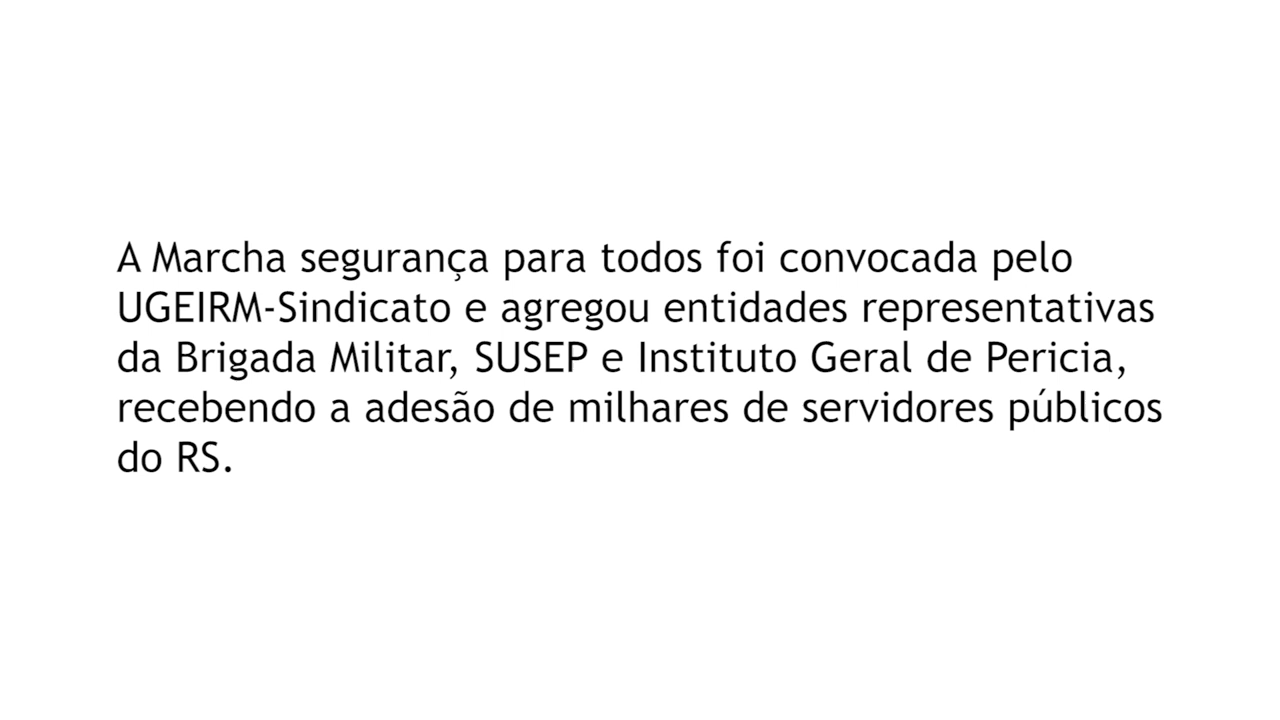 A Marcha segurança para todos foi convocada pelo
UGEIRM-Sindicato e agregou entidades representativas
da Brigada Militar, SUSEP e Instituto Geral de Pericia,
recebendo a adesão de milhares de servidores públicos
do RS.